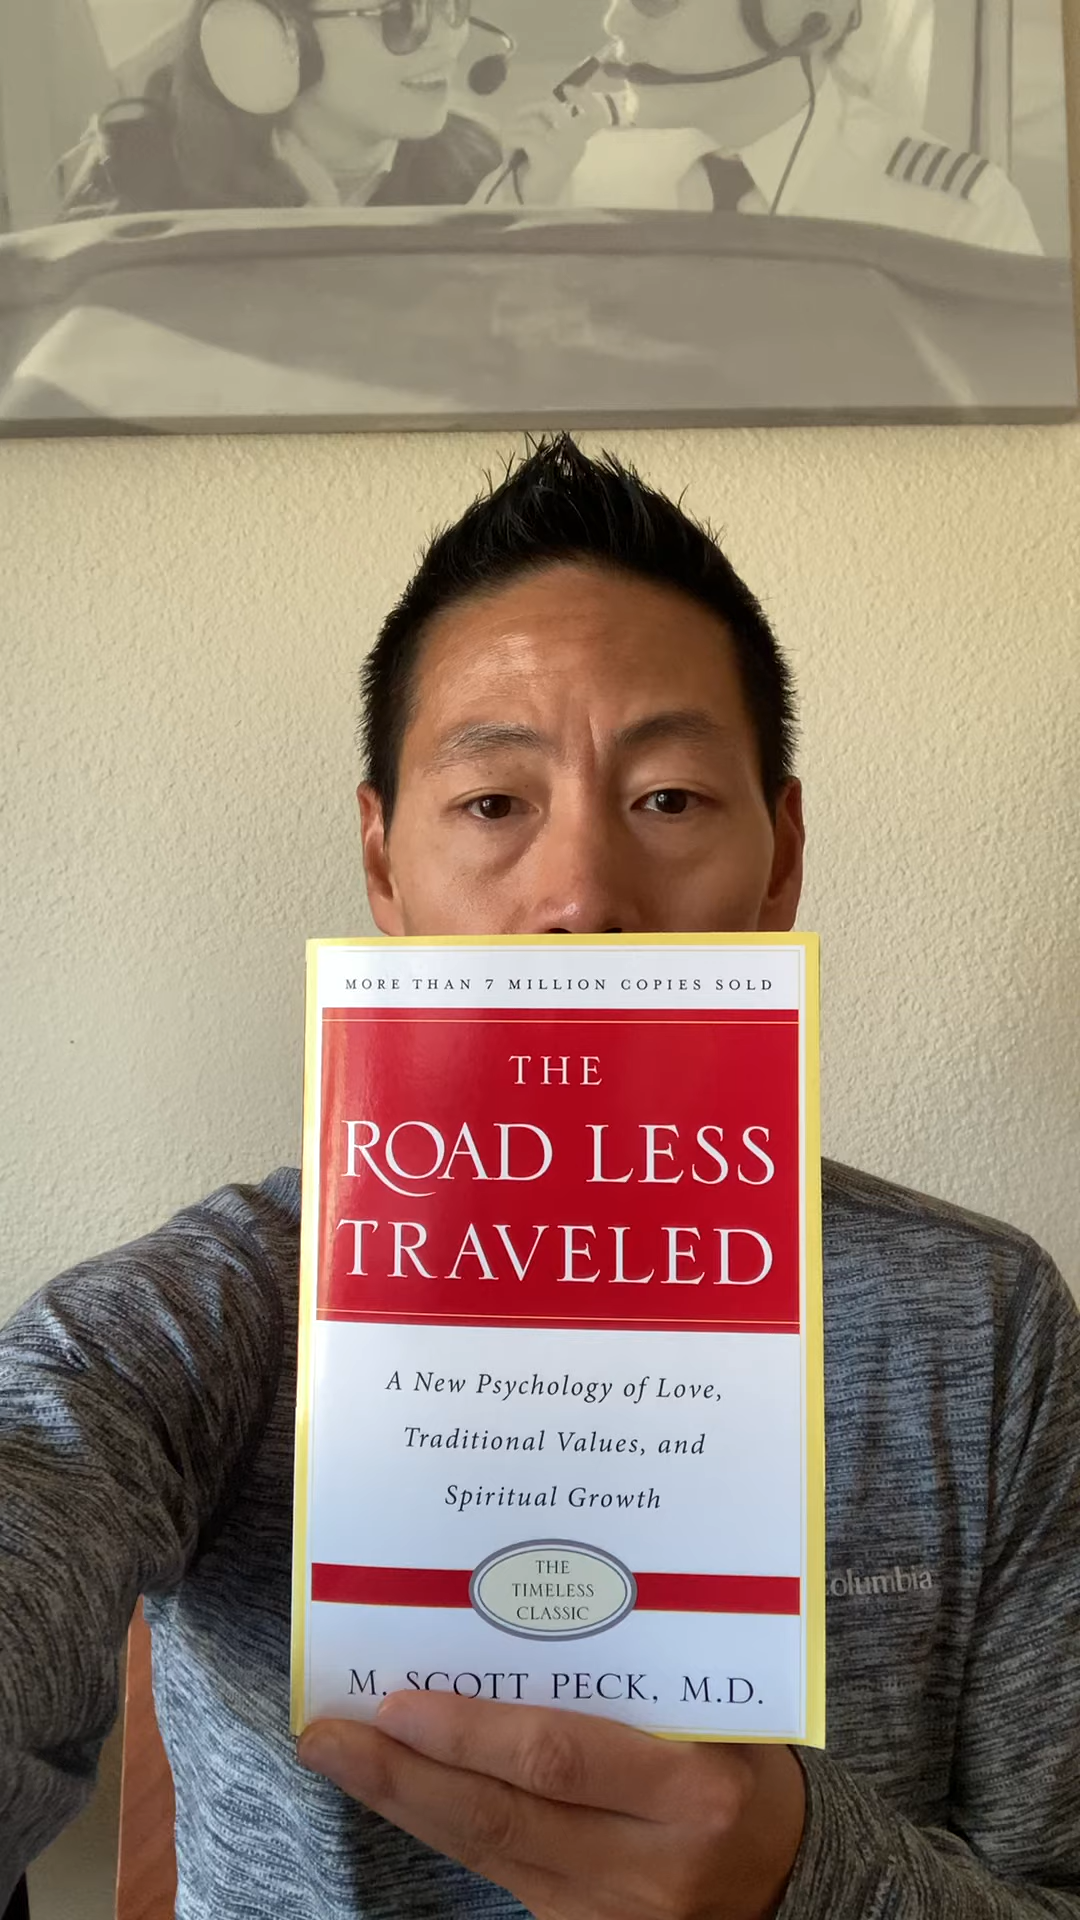 MORE THAN 7 MILLION COPIES SOLD
THE
ROAD LESS
TRAVELED
A New Psychology of Love,
Traditional Values, and
Spiritual Growth
THE
TIMELESS
CLASSIC
olumbia
M. SCOTT PECK, M.D.